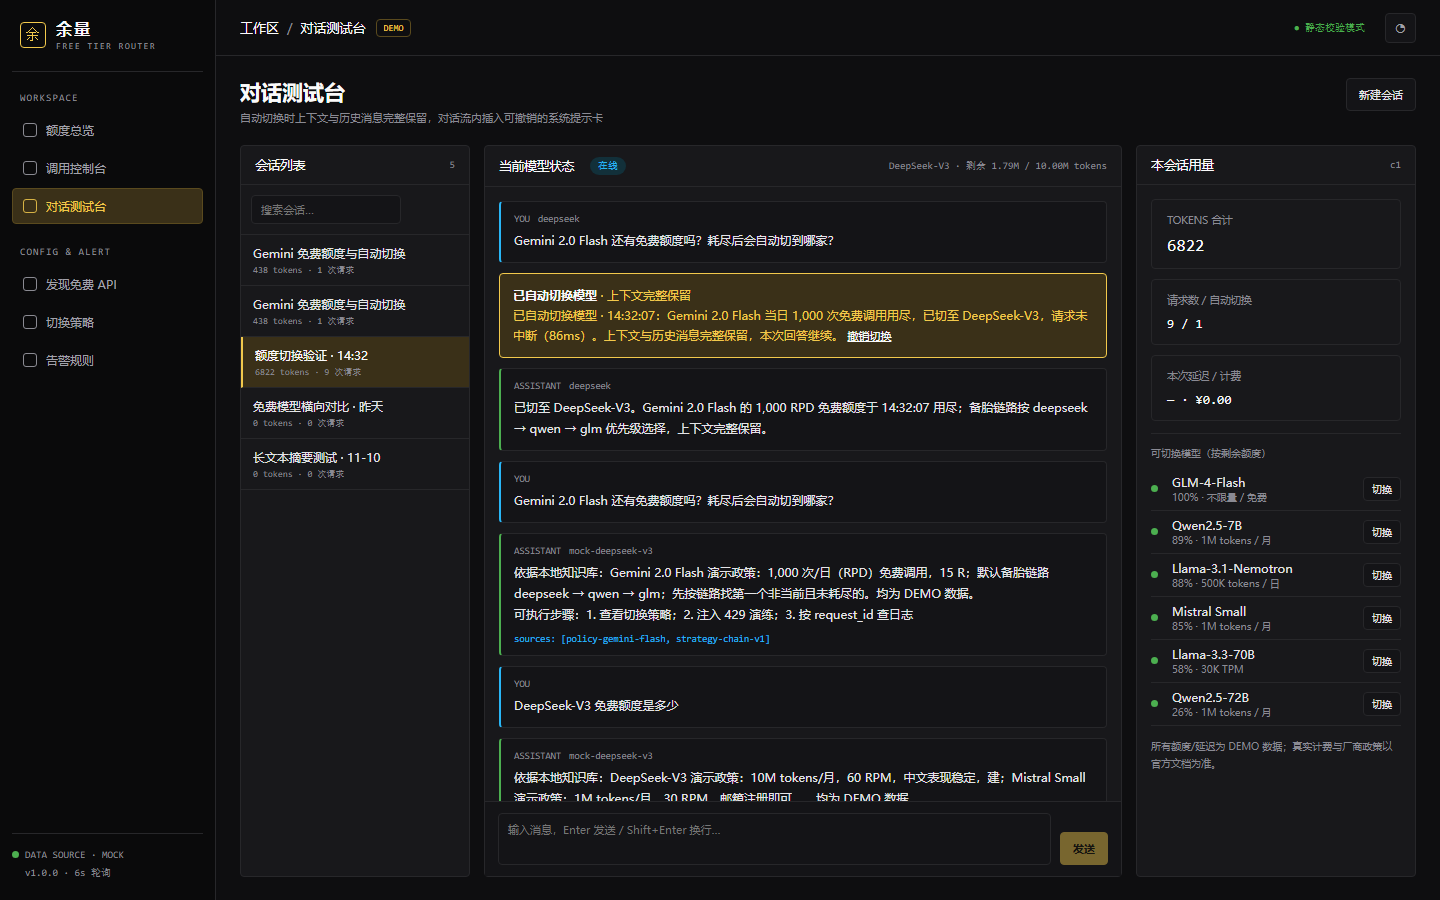 余
余量
FREE TIER ROUTER
WORKSPACE
额度总览
调用控制台
对话测试台
CONFIG & ALERT
发现免费 API
切换策略
告警规则
DATA SOURCE · MOCK
v1.0.0 · 6s 轮询
工作区 / 对话测试台 DEMO
静态校验模式
对话测试台
自动切换时上下文与历史消息完整保留，对话流内插入可撤销的系统提示卡
新建会话
会话列表 5
搜索会话...
Gemini 免费额度与自动切换
438 tokens · 1 次请求
Gemini 免费额度与自动切换
438 tokens · 1 次请求
额度切换验证 · 14:32
6822 tokens · 9 次请求
免费模型横向对比 · 昨天
0 tokens · 0 次请求
长文本摘要测试 · 11-10
0 tokens · 0 次请求
当前模型状态 在线 DeepSeek-V3 · 剩余 1.79M / 10.00M tokens
YOU deepseek
Gemini 2.0 Flash 还有免费额度吗？耗尽后会自动切到哪家？
已自动切换模型 · 上下文完整保留
已自动切换模型 · 14:32:07：Gemini 2.0 Flash 当日 1,000 次免费调用用尽，已切至 DeepSeek-V3，请求未
中断（86ms）。上下文与历史消息完整保留，本次回答继续。 撤销切换
ASSISTANT deepseek
已切至 DeepSeek-V3。Gemini 2.0 Flash 的 1,000 RPD 免费额度于 14:32:07 用尽；备胎链路按 deepseek
→ qwen → glm 优先级选择，上下文完整保留。
YOU
Gemini 2.0 Flash 还有免费额度吗？耗尽后会自动切到哪家？
ASSISTANT mock-deepseek-v3
依据本地知识库：Gemini 2.0 Flash 演示政策：1,000 次/日（RPD）免费调用，15 R；默认备胎链路
deepseek → qwen → glm；先按链路找第一个非当前且未耗尽的。均为 DEMO 数据。
可执行步骤：1. 查看切换策略；2. 注入 429 演练；3. 按 request_id 查日志
sources: [policy-gemini-flash, strategy-chain-v1]
YOU
DeepSeek-V3 免费额度是多少
ASSISTANT mock-deepseek-v3
依据本地知识库：DeepSeek-V3 演示政策：10M tokens/月，60 RPM，中文表现稳定，建；Mistral Small
演示政策：1M tokens/月，30 RPM，邮箱注册即可。 均为 DEMO 数据
输入消息，Enter 发送 / Shift+Enter 换行...
发送
本会话用量 c1
TOKENS 合计
6822
请求数 / 自动切换
9 / 1
本次延迟 / 计费
— · ¥0.00
可切换模型（按剩余额度）
GLM-4-Flash
100% · 不限量 / 免费
切换
Qwen2.5-7B
89% · 1M tokens / 月
切换
Llama-3.1-Nemotron
88% · 500K tokens / 日
切换
Mistral Small
85% · 1M tokens / 月
切换
Llama-3.3-70B
58% · 30K TPM
切换
Qwen2.5-72B
26% · 1M tokens / 月
切换
所有额度/延迟为 DEMO 数据；真实计费与厂商政策以
官方文档为准。